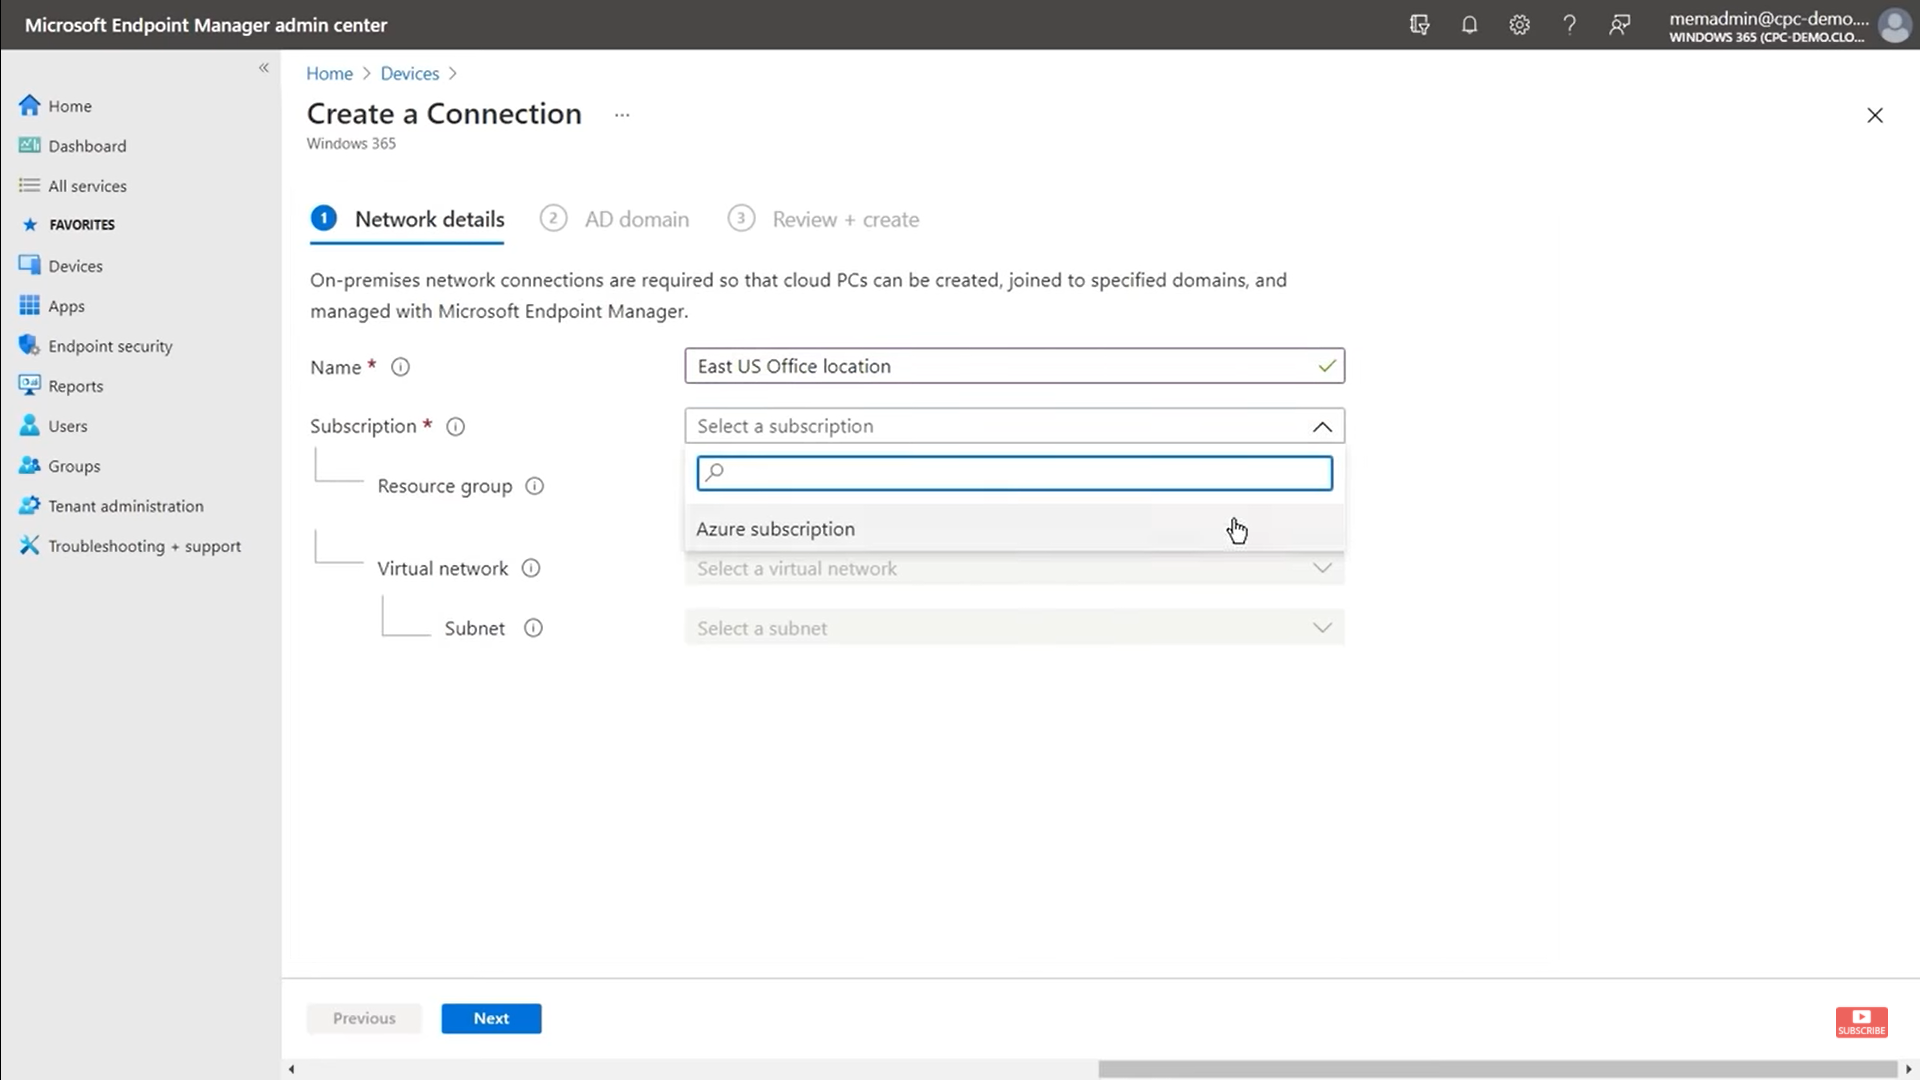 Microsoft Endpoint Manager admin center
memadmin@cpc-demo....
WINDOWS 365 (CPC-DEMO.CLO...
Home
Dashboard
All services
FAVORITES
Devices
Apps
Endpoint security
Reports
Users
Groups
Tenant administration
Troubleshooting + support
Home > Devices >
Create a Connection ...
Windows 365
1 Network details 2 AD domain 3 Review + create
On-premises network connections are required so that cloud PCs can be created, joined to specified domains, and
managed with Microsoft Endpoint Manager.
Name * East US Office location
Subscription * Select a subscription
Resource group
Azure subscription
Virtual network Select a virtual network
Subnet Select a subnet
Previous Next
SUBSCRIBE